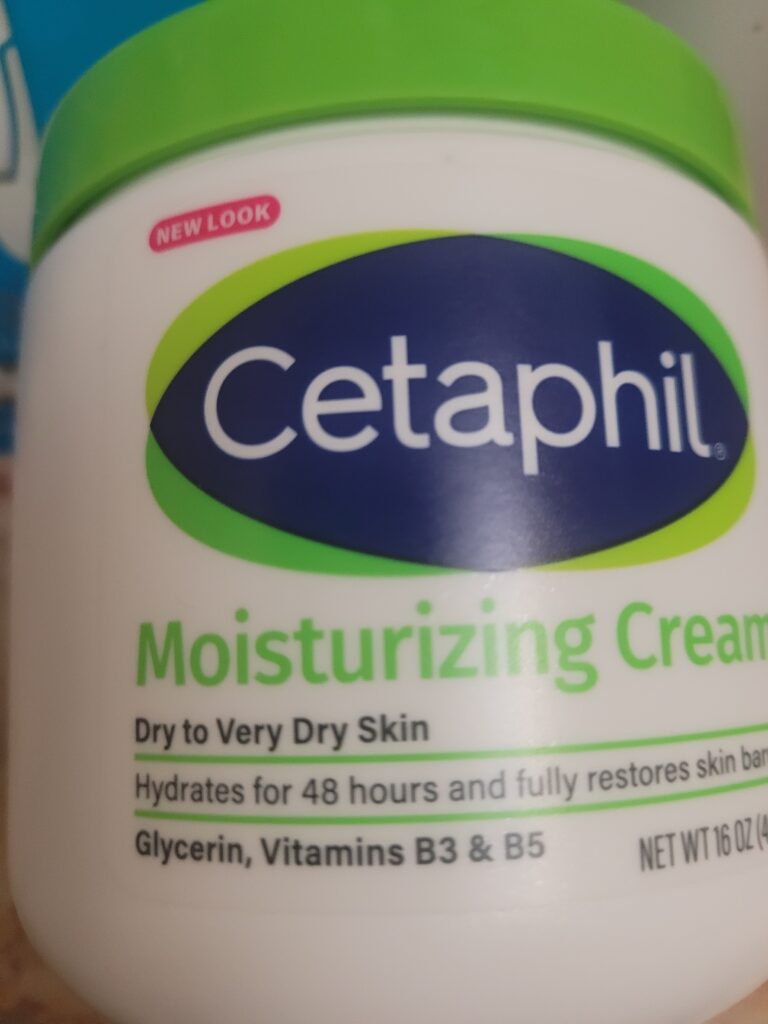 NEW LOOK
Cetaphil®
Moisturizing Cream
Dry to Very Dry Skin
Hydrates for 48 hours and fully restores skin
Glycerin, Vitamins B3 & B5
NET WT 16 OZ (4